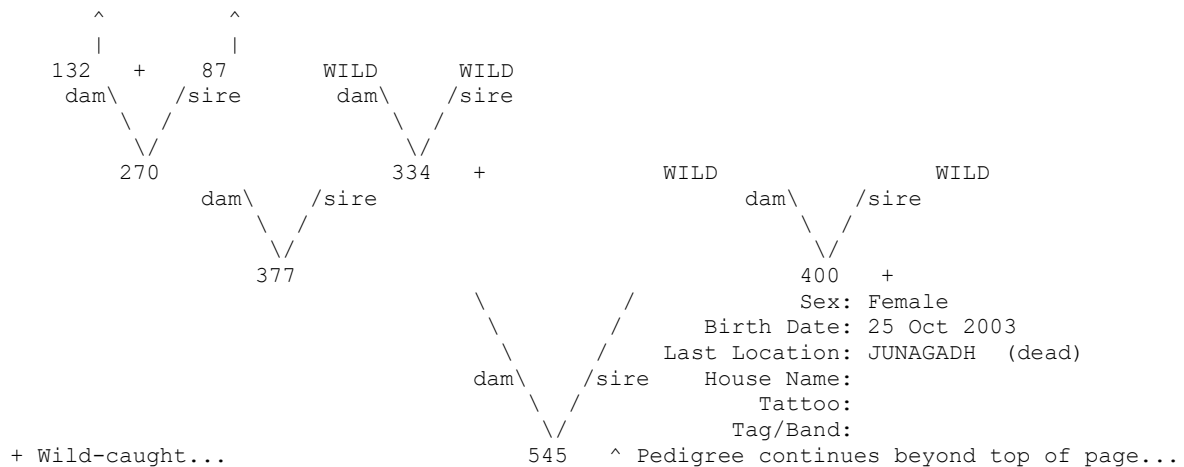 ^ ^
| |
132 + 87 WILD WILD
dam\ /sire dam\ /sire
\ / \ /
\/ \/
270 334 + WILD WILD
dam\ /sire dam\ /sire
\ / \ /
\/ \/
377 400 +
\ / Sex: Female
\ / Birth Date: 25 Oct 2003
\ / Last Location: JUNAGADH (dead)
dam\ /sire House Name:
\ / Tattoo:
\/ Tag/Band:
+ Wild-caught... 545 ^ Pedigree continues beyond top of page...